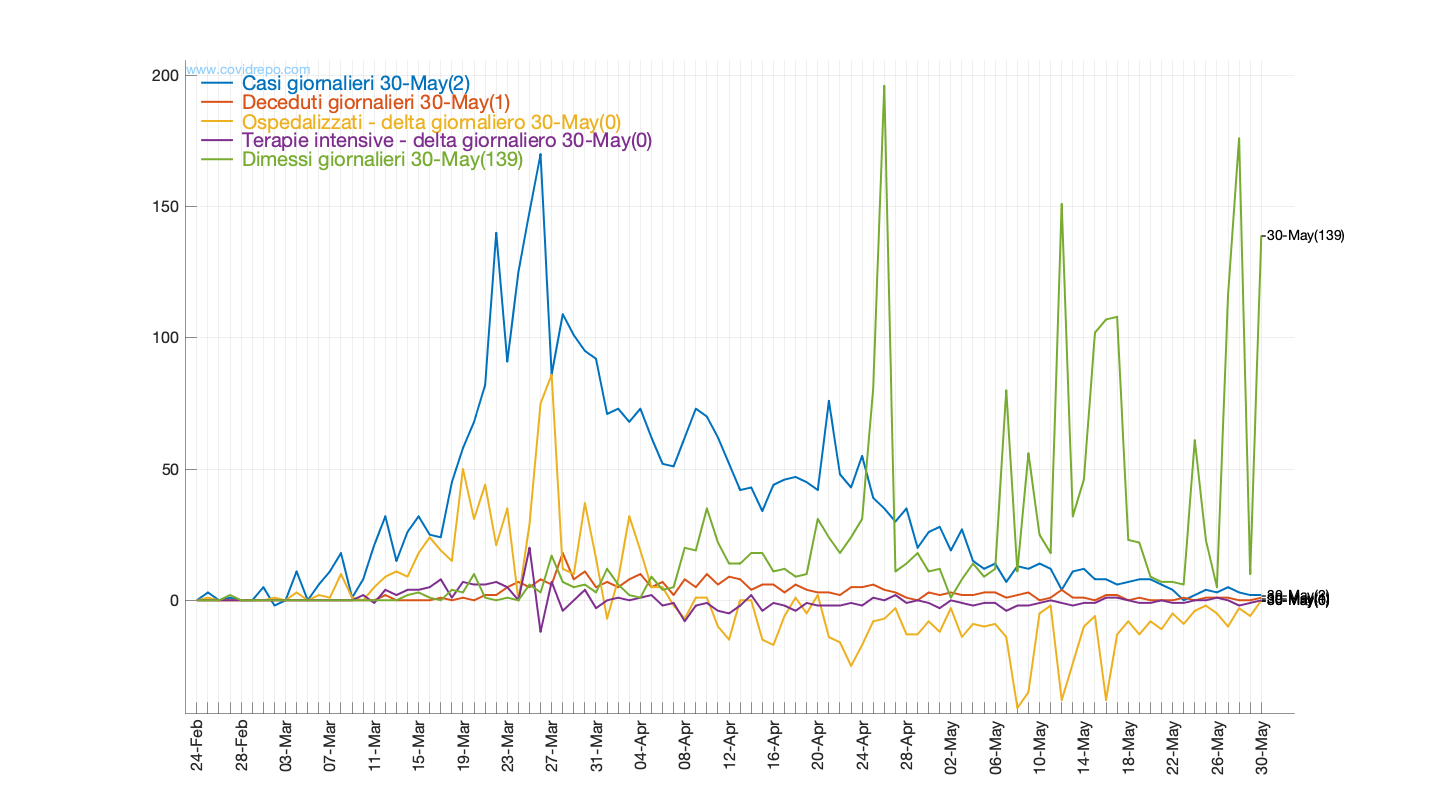 www.covidrepo.com
Casi giornalieri 30-May(2)
Deceduti giornalieri 30-May(1)
Ospedalizzati - delta giornaliero 30-May(0)
Terapie intensive - delta giornaliero 30-May(0)
Dimessi giornalieri 30-May(139)
200
150
100
50
0
30-May(139)
30-May(2)
24-Feb
28-Feb
03-Mar
07-Mar
11-Mar
15-Mar
19-Mar
23-Mar
27-Mar
31-Mar
04-Apr
08-Apr
12-Apr
16-Apr
20-Apr
24-Apr
28-Apr
02-May
06-May
10-May
14-May
18-May
22-May
26-May
30-May